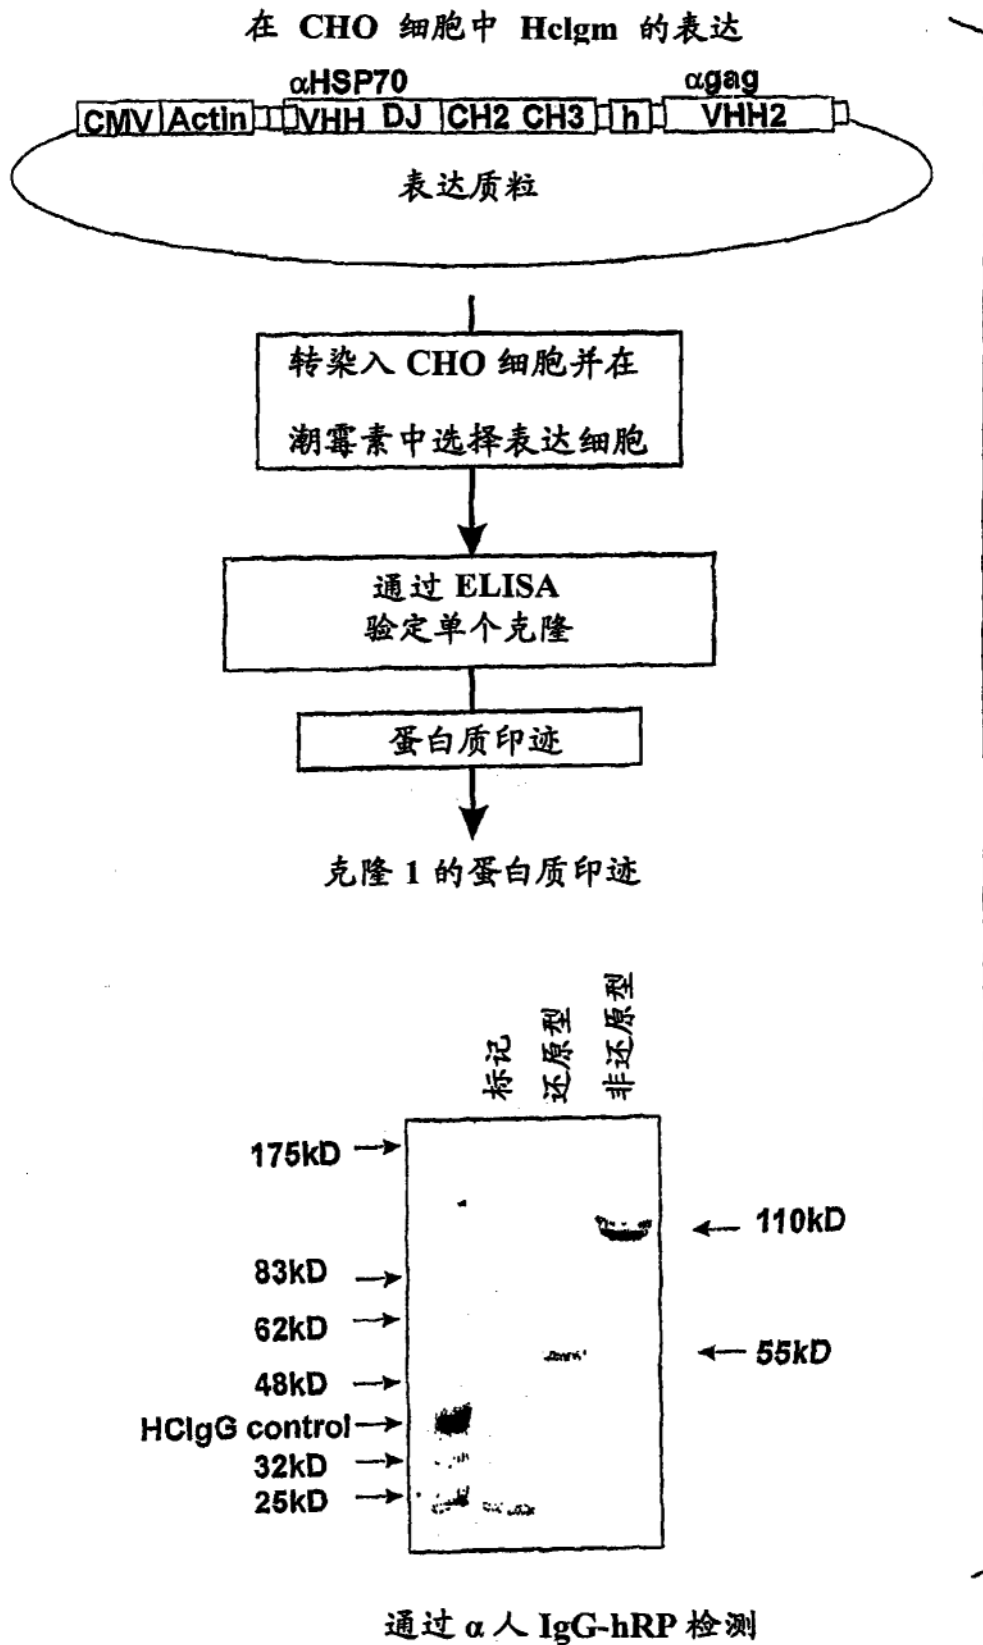 在 CHO 细胞中 Hclgm 的表达
αHSP70 αgag
CMV Actin VHH DJ CH2 CH3 h VHH2
表达质粒
转染入 CHO 细胞并在
潮霉素中选择表达细胞
通过 ELISA
验定单个克隆
蛋白质印迹
克隆 1 的蛋白质印迹
标记
还原型
非还原型
175kD
110kD
83kD
62kD
55kD
48kD
HCIgG control
32kD
25kD
通过 α 人 IgG-hRP 检测